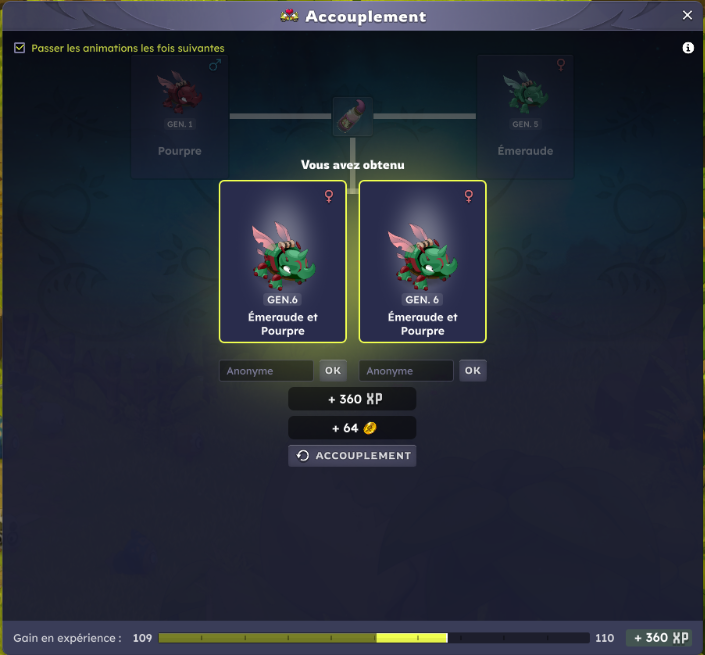 Accouplement
Passer les animations les fois suivantes
GEN. 1
Pourpre
GEN. 5
Émeraude
Vous avez obtenu
GEN.6
Émeraude et
Pourpre
GEN. 6
Émeraude et
Pourpre
Anonyme OK Anonyme OK
+ 360 XP
+ 64
ACCOUPLEMENT
Gain en expérience : 109 110 + 360 XP